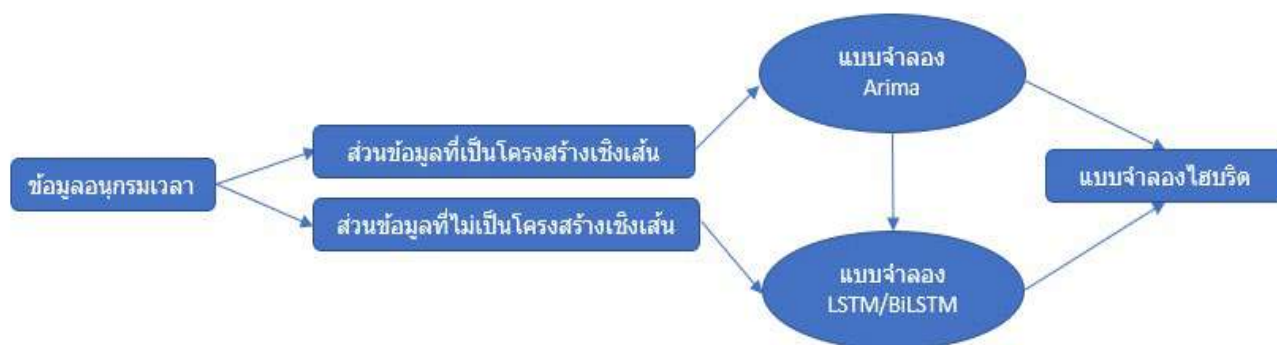 ข้อมูลอนุกรมเวลา
ส่วนข้อมูลที่เป็นโครงสร้างเชิงเส้น
ส่วนข้อมูลที่ไม่เป็นโครงสร้างเชิงเส้น
แบบจำลอง
Arima
แบบจำลอง
LSTM/BiLSTM
แบบจำลองไฮบริด